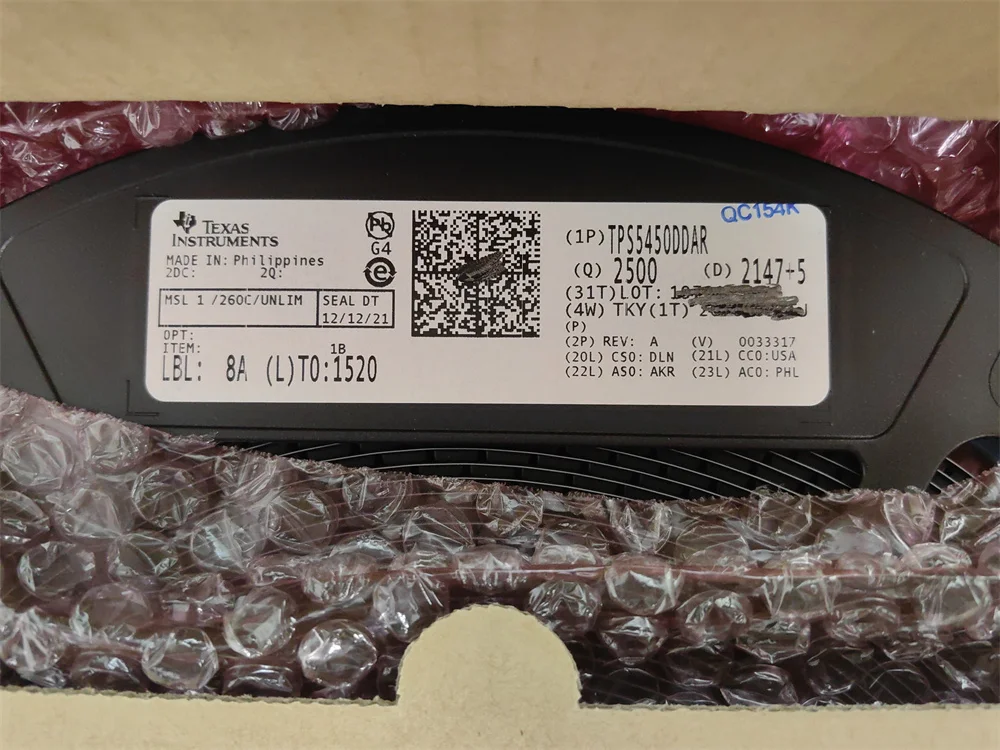 TEXAS
INSTRUMENTS
MADE IN: Philippines
2DC: 2Q:
MSL 1 /260C/UNLIM
SEAL DT
12/12/21
OPT:
ITEM: 1B
LBL: 8A (L)TO:1520
Pb
G4
e
QC154K
(1P)TPS5450DDAR
(Q) 2500 (D) 2147+5
(31T)LOT:
(4W) TKY(1T)
(P)
(2P) REV: A (V) 0033317
(20L) CSO: DLN (21L) CCO:USA
(22L) ASO: AKR (23L) ACO: PHL